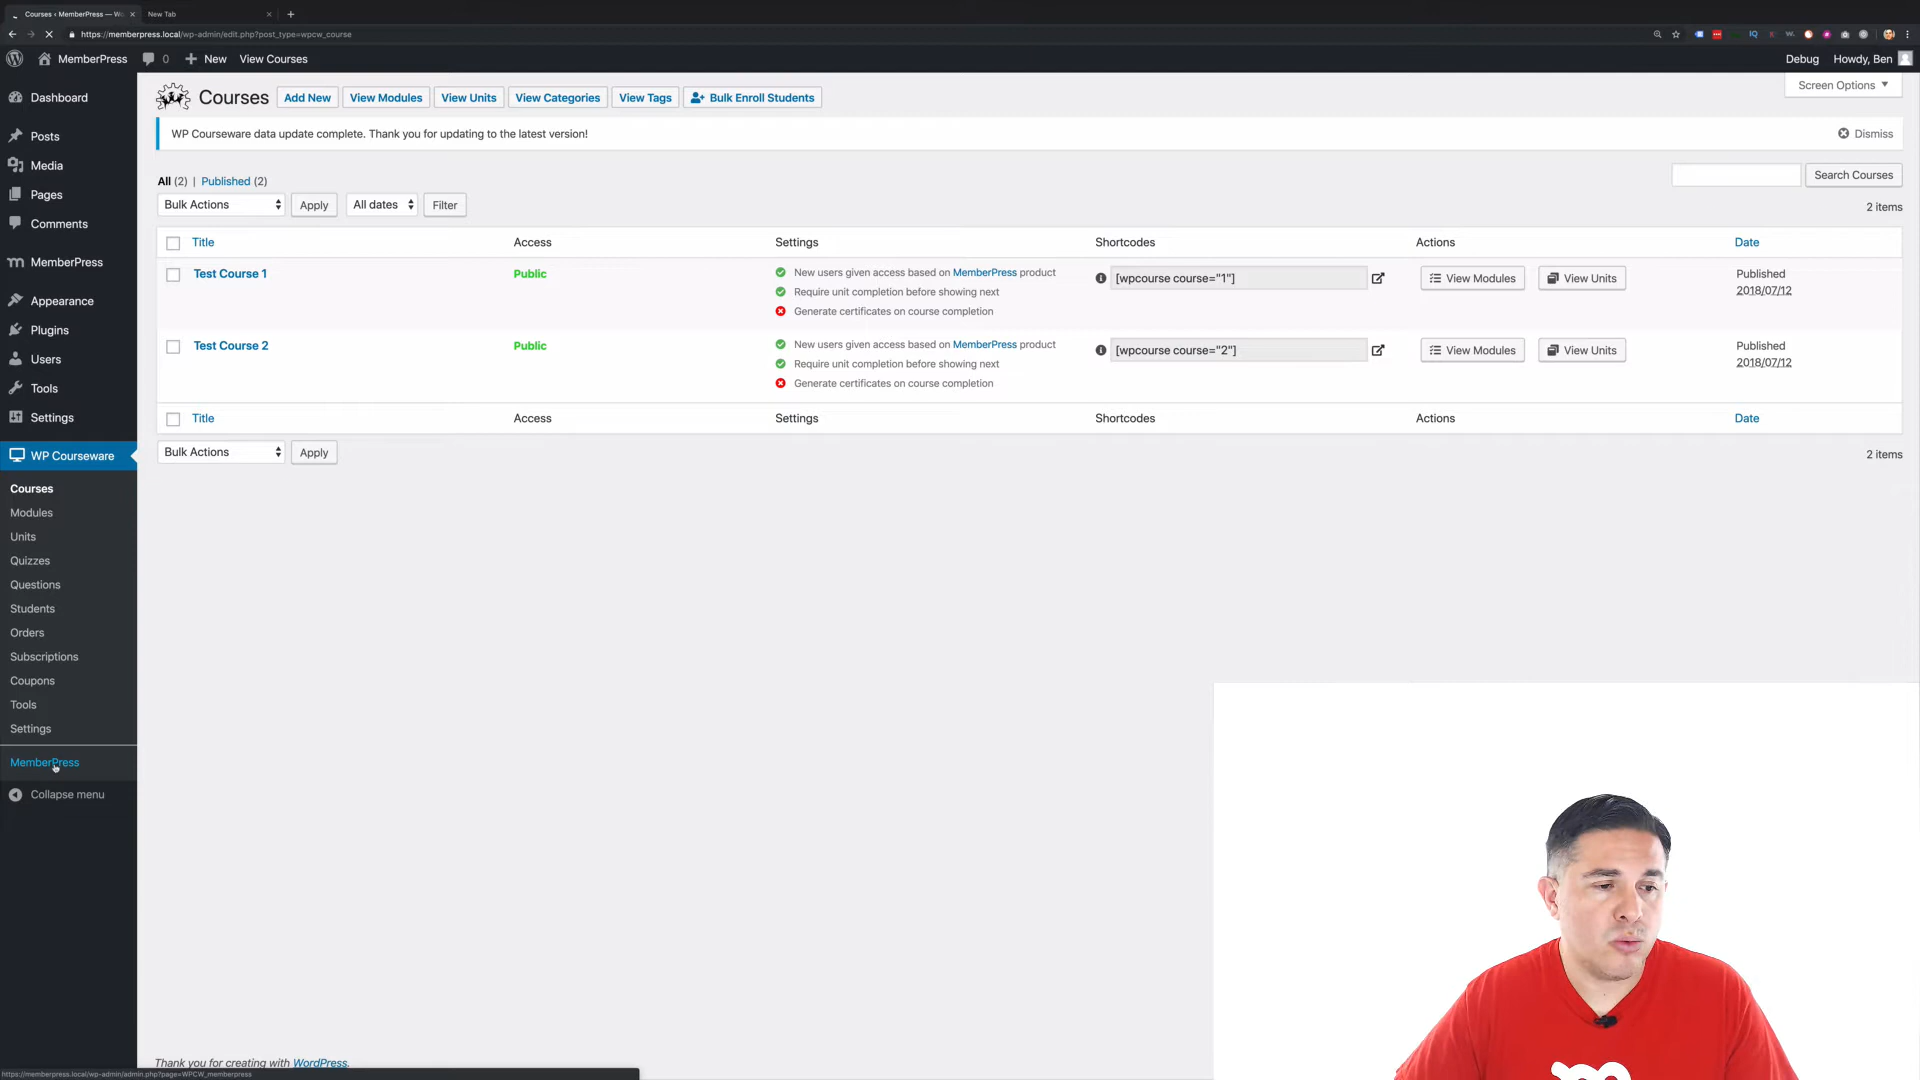 Courses ‹ MemberPress — W
New Tab
https://memberpress.local/wp-admin/edit.php?post_type=wpcw_course
MemberPress
0
New
View Courses
Debug
Howdy, Ben
Dashboard
Posts
Media
Pages
Comments
MemberPress
Appearance
Plugins
Users
Tools
Settings
WP Courseware
Courses
Modules
Units
Quizzes
Questions
Students
Orders
Subscriptions
Coupons
Tools
Settings
MemberPress
Collapse menu
Courses
Add New
View Modules
View Units
View Categories
View Tags
Bulk Enroll Students
Screen Options
WP Courseware data update complete. Thank you for updating to the latest version!
Dismiss
All (2) | Published (2)
Search Courses
Bulk Actions
Apply
All dates
Filter
2 items
Title Access Settings Shortcodes Actions Date
Test Course 1
Public
New users given access based on MemberPress product
Require unit completion before showing next
Generate certificates on course completion
[wpcourse course="1"]
View Modules
View Units
Published
2018/07/12
Test Course 2
Public
New users given access based on MemberPress product
Require unit completion before showing next
Generate certificates on course completion
[wpcourse course="2"]
View Modules
View Units
Published
2018/07/12
Title Access Settings Shortcodes Actions Date
Bulk Actions
Apply
2 items
Thank you for creating with WordPress.
https://memberpress.local/wp-admin/admin.php?page=WPCW_memberpress